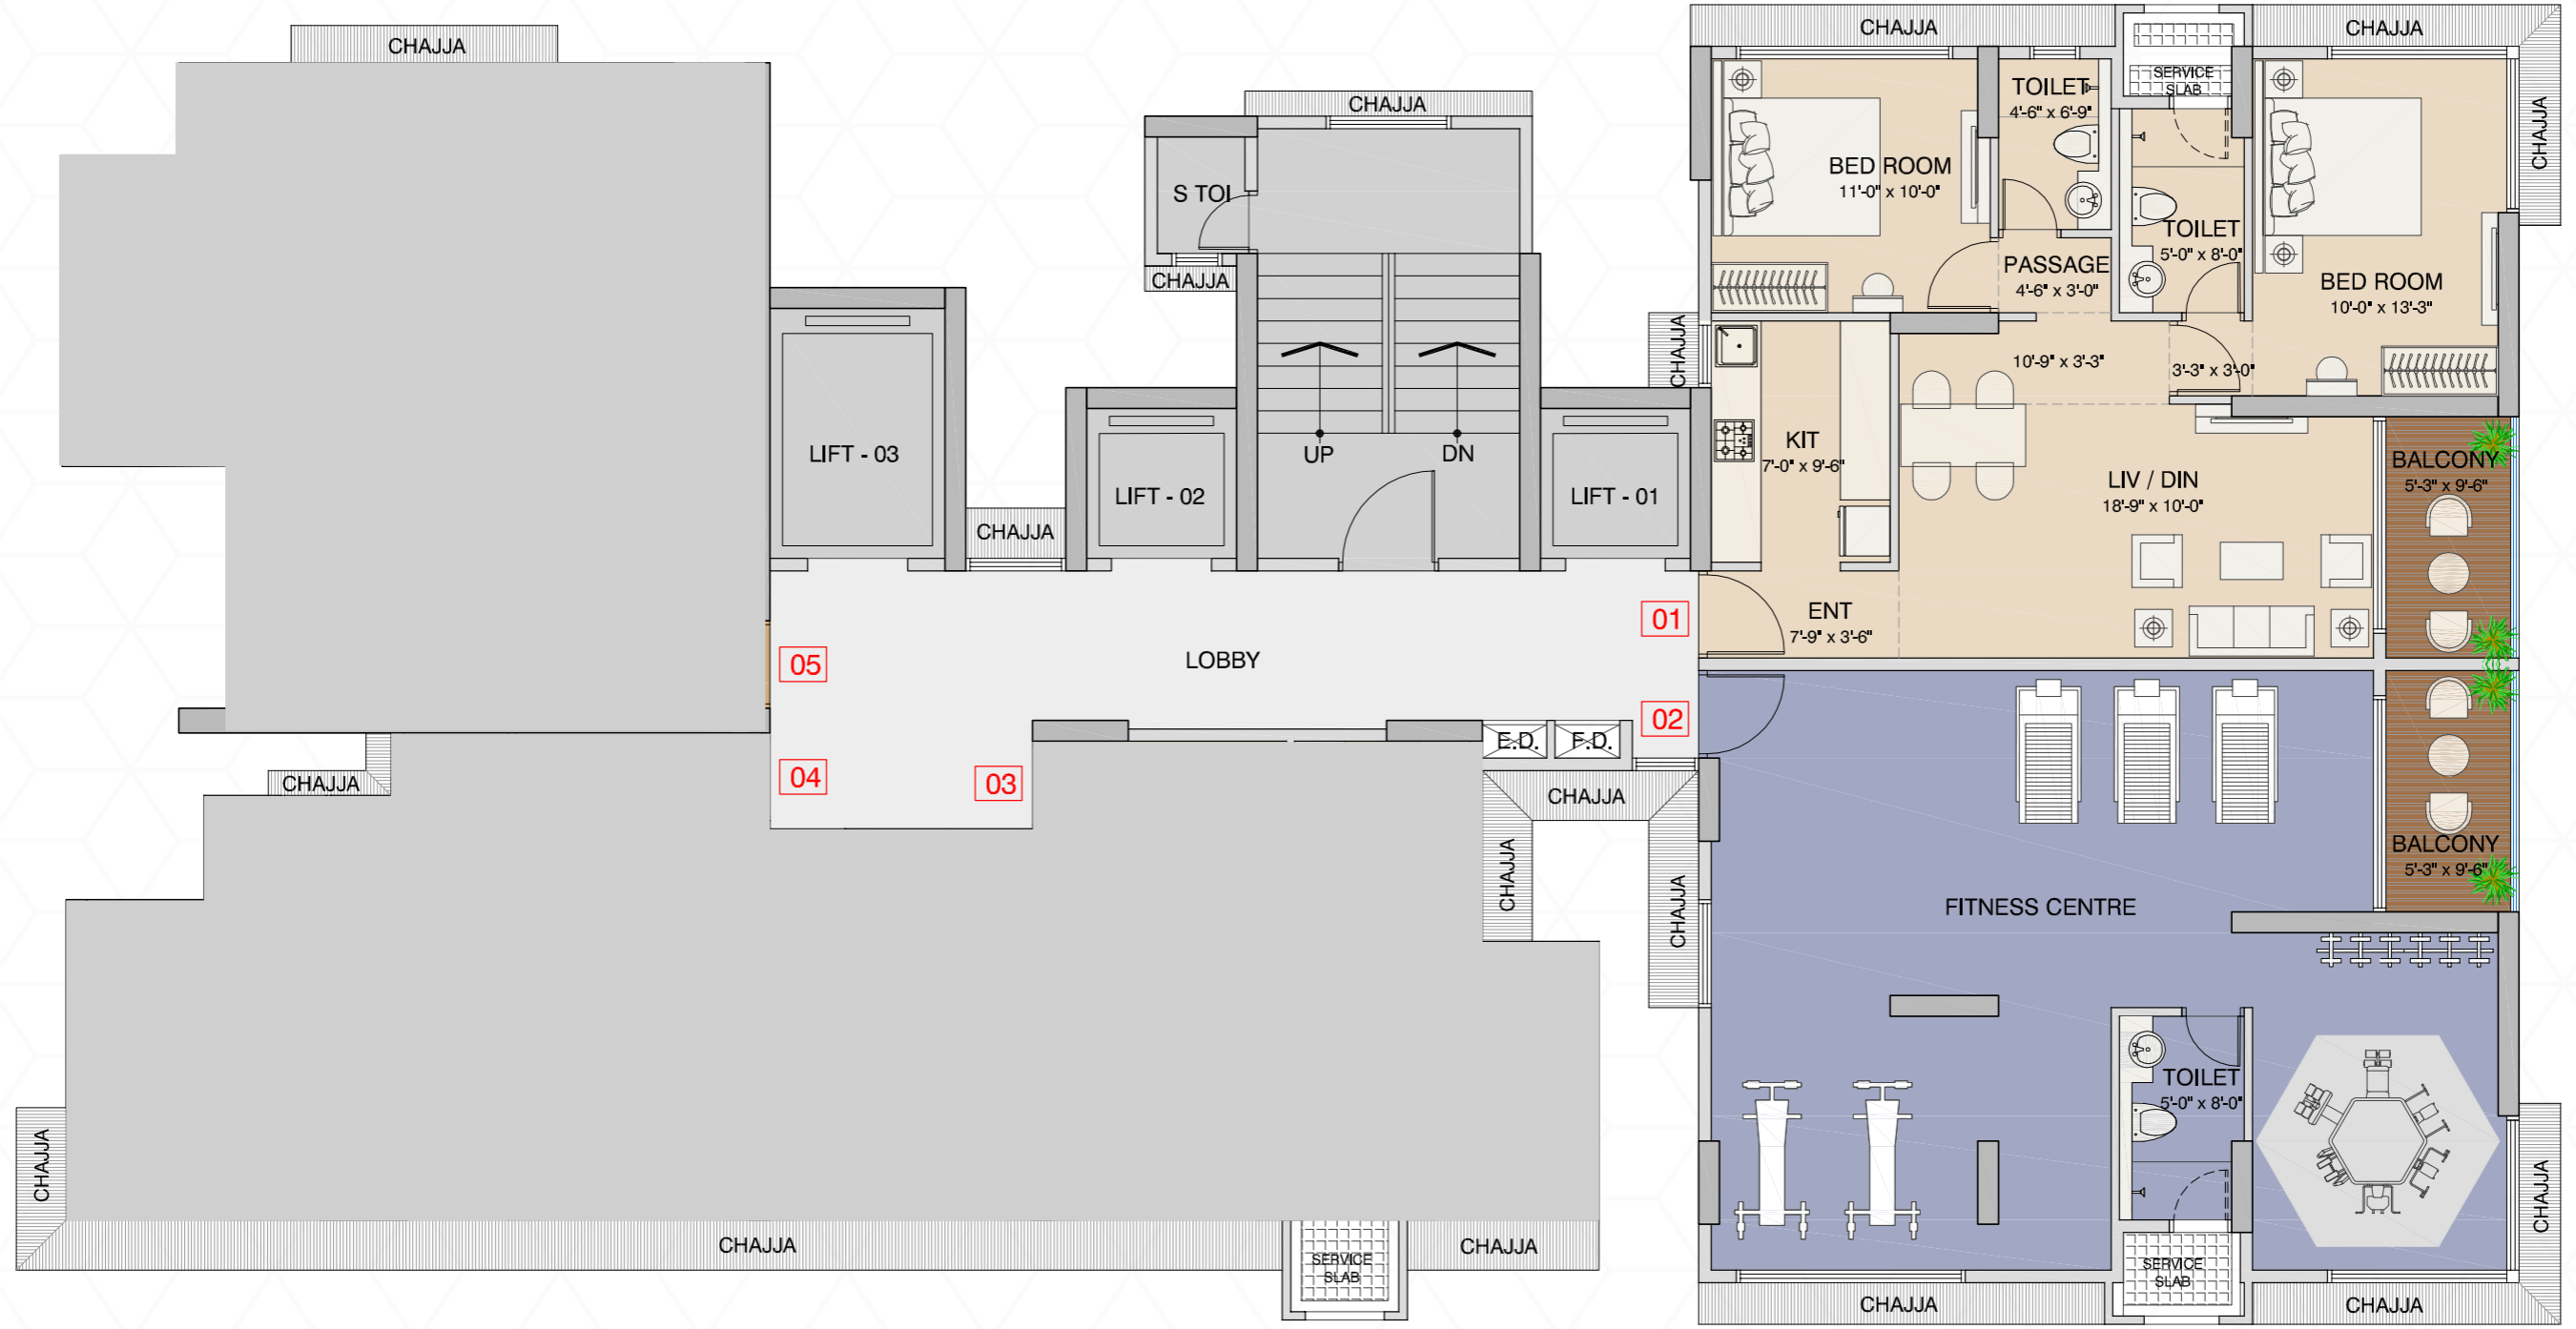 CHAJJA
CHAJJA
CHAJJA
CHAJJA
SERVICE
SLAB
TOILET
4'-6" x 6'-9"
CHAJJA
BED ROOM
11'-0" x 10'-0"
S TOI
CHAJJA
TOILET
5'-0" x 8'-0"
PASSAGE
4'-6" x 3'-0"
BED ROOM
10'-0" x 13'-3"
CHAJJA
10'-9" x 3'-3"
3'-3" x 3'-0"
LIFT - 03
LIFT - 02
UP
DN
LIFT - 01
KIT
7'-0" x 9'-6"
LIV / DIN
18'-9" x 10'-0"
BALCONY
5'-3" x 9'-6"
CHAJJA
01
ENT
7'-9" x 3'-6"
05
LOBBY
02
E.D.
F.D.
04
03
CHAJJA
CHAJJA
CHAJJA
CHAJJA
BALCONY
5'-3" x 9'-6"
FITNESS CENTRE
TOILET
5'-0" x 8'-0"
CHAJJA
CHAJJA
CHAJJA
CHAJJA
SERVICE
SLAB
SERVICE
SLAB
CHAJJA
CHAJJA